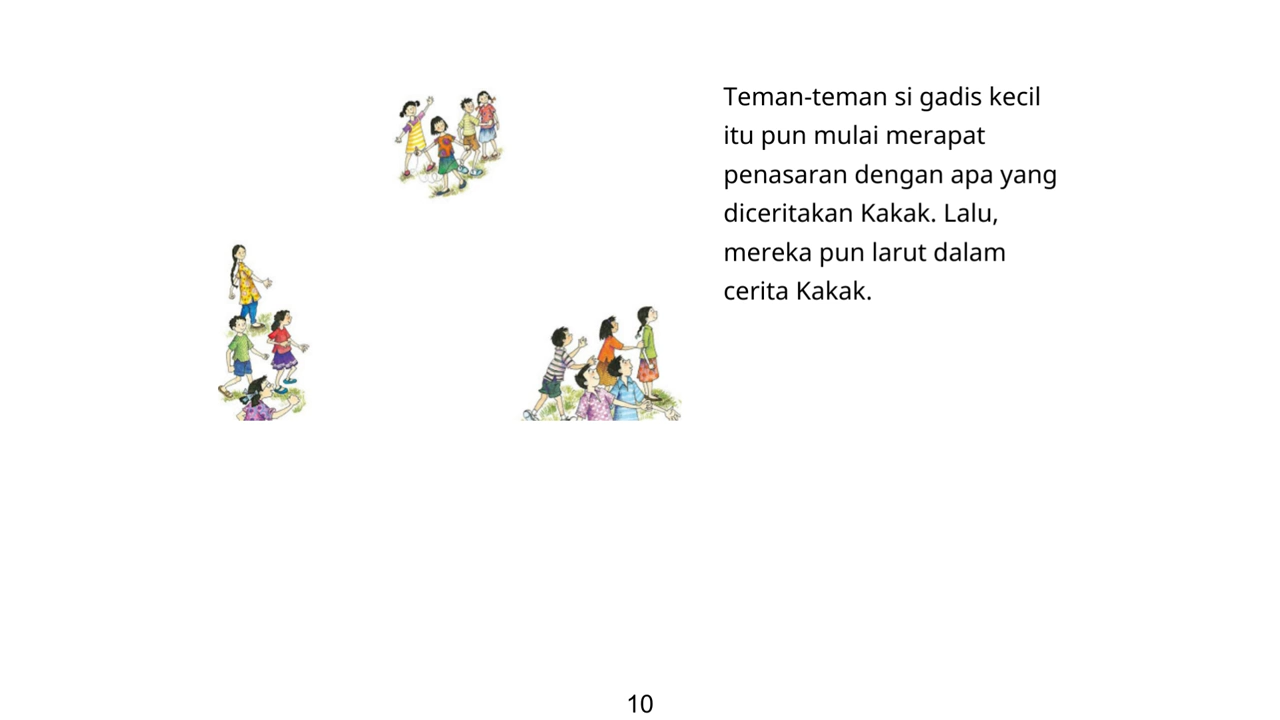 Teman-teman si gadis kecil
itu pun mulai merapat
penasaran dengan apa yang
diceritakan Kakak. Lalu,
mereka pun larut dalam
cerita Kakak.
10